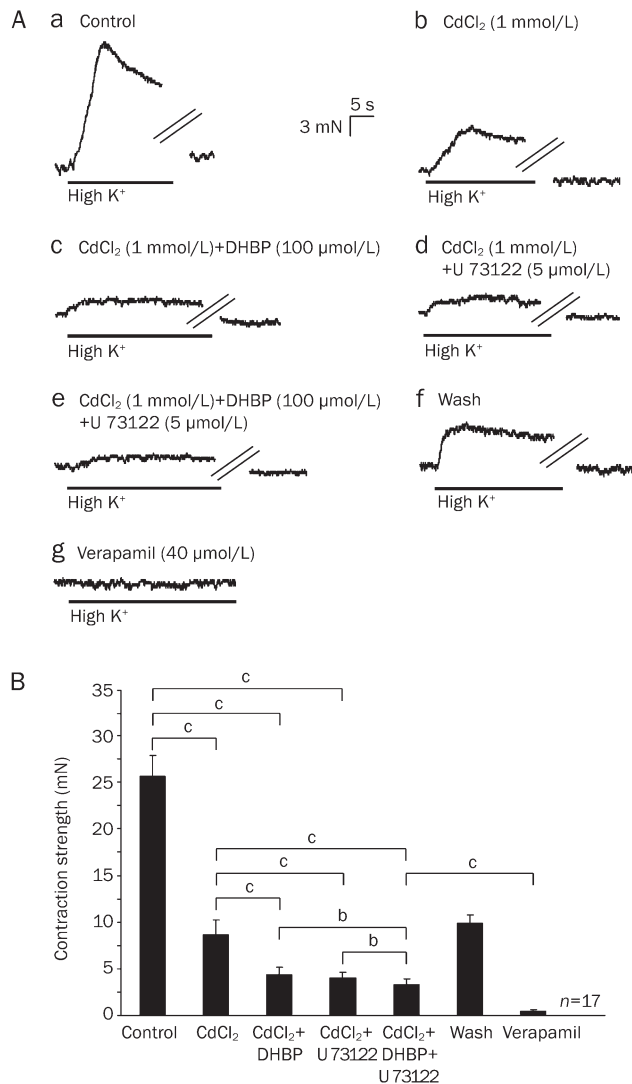 A
a Control
b CdCl₂ (1 mmol/L)
5 s
3 mN
High K⁺
High K⁺
c CdCl₂ (1 mmol/L)+DHBP (100 µmol/L)
d CdCl₂ (1 mmol/L)
+U 73122 (5 µmol/L)
High K⁺
High K⁺
e CdCl₂ (1 mmol/L)+DHBP (100 µmol/L)
+U 73122 (5 µmol/L)
f Wash
High K⁺
High K⁺
g Verapamil (40 µmol/L)
High K⁺
B
Contraction strength (mN)
35
30
25
20
15
10
5
0
c
c
c
c
c
c
c
b
b
n=17
Control
CdCl₂
CdCl₂+
DHBP
CdCl₂+
U 73122
CdCl₂+
DHBP+
U 73122
Wash
Verapamil